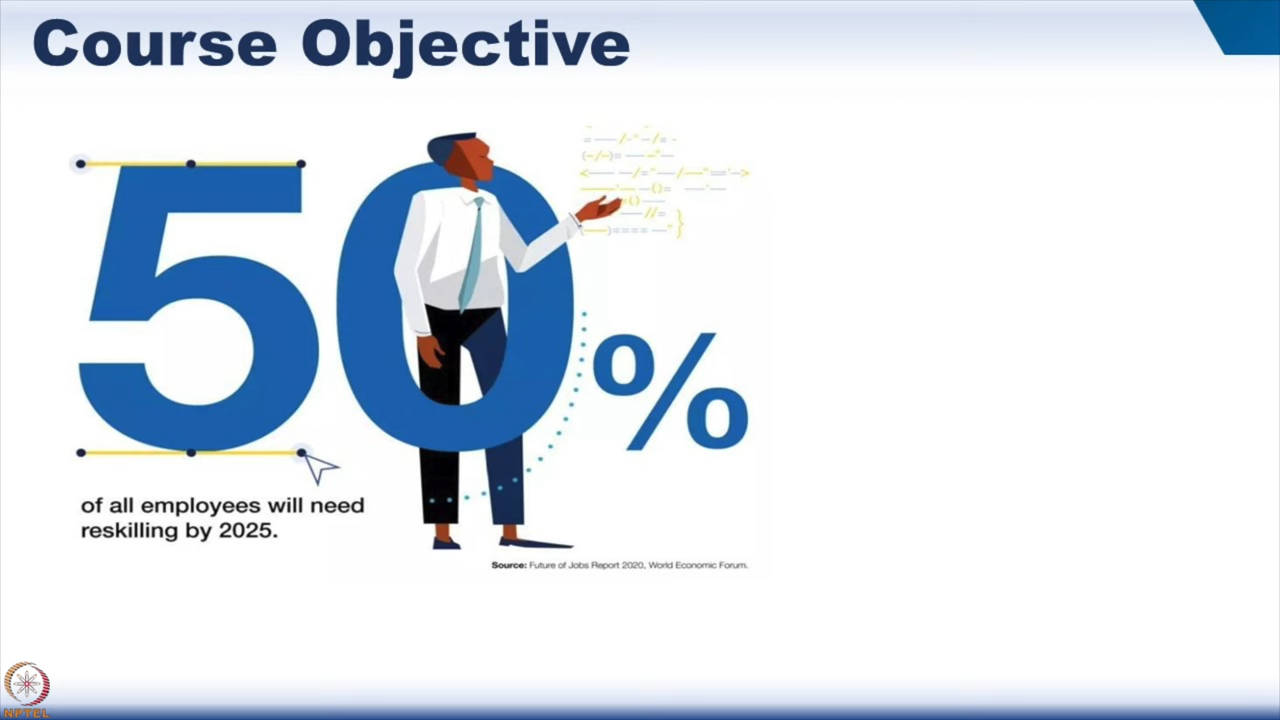 Course Objective
50%
of all employees will need
reskilling by 2025.
Source: Future of Jobs Report 2020, World Economic Forum.
NPTEL